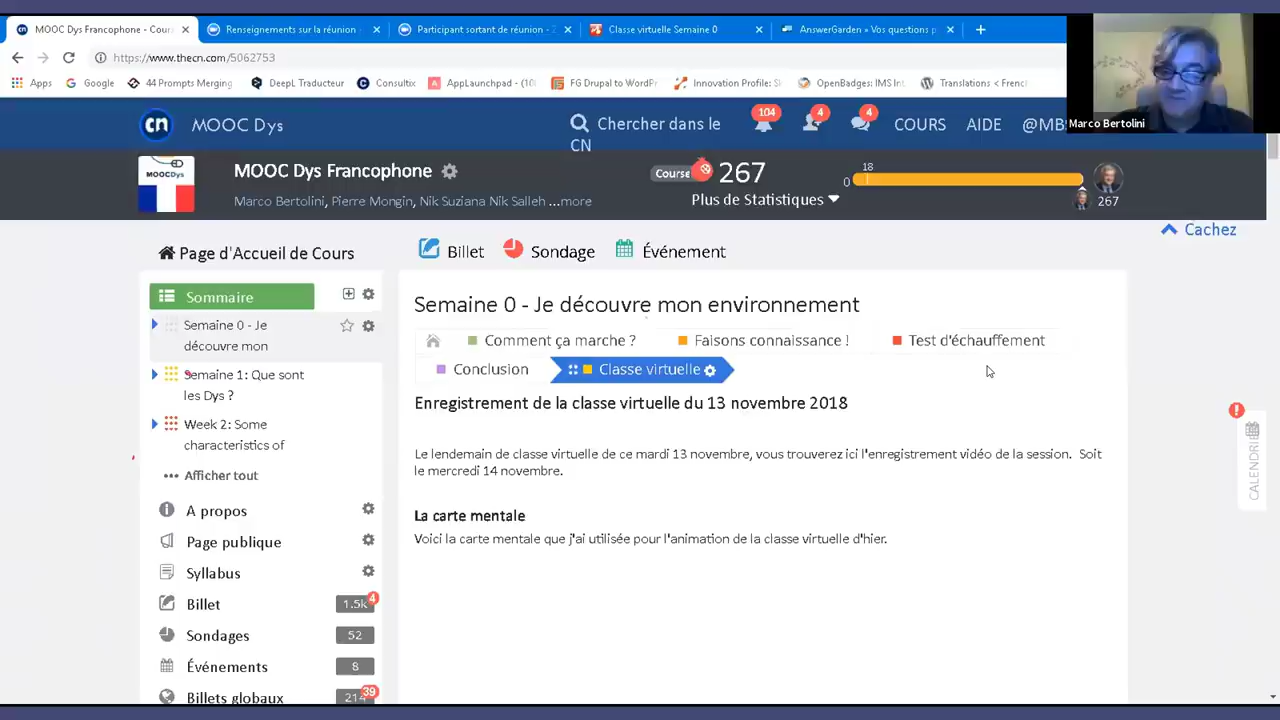 MOOC Dys Francophone - Cour
Renseignements sur la réunion
Participant sortant de réunion - Z
Classe virtuelle Semaine 0
AnswerGarden » Vos questions p
https://www.thecn.com/5062753
Apps
Google
44 Prompts Merging
DeepL Traducteur
Consultix
AppLaunchpad - (10
FG Drupal to WordPr
Innovation Profile: S
OpenBadges: IMS Int
Translations < Frenc
Marco Bertolini
cn
MOOC Dys
Chercher dans le
CN
104
4
4
COURS
AIDE
@MB
MOOCDys
MOOC Dys Francophone
Marco Bertolini, Pierre Mongin, Nik Suziana Nik Salleh ...more
Course
267
Plus de Statistiques
18
0
267
Cachez
Page d'Accueil de Cours
Billet
Sondage
Événement
Sommaire
Semaine 0 - Je
découvre mon
Semaine 1: Que sont
les Dys ?
Week 2: Some
characteristics of
Afficher tout
A propos
Page publique
Syllabus
Billet
1.5k
4
Sondages
52
Événements
8
Billets globaux
214
39
Semaine 0 - Je découvre mon environnement
Comment ça marche ?
Faisons connaissance !
Test d'échauffement
Conclusion
Classe virtuelle
Enregistrement de la classe virtuelle du 13 novembre 2018
Le lendemain de classe virtuelle de ce mardi 13 novembre, vous trouverez ici l'enregistrement vidéo de la session. Soit
le mercredi 14 novembre.
La carte mentale
Voici la carte mentale que j'ai utilisée pour l'animation de la classe virtuelle d'hier.
CALENDRIE